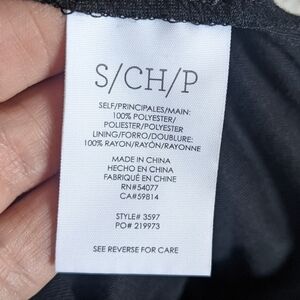 S/CH/P
SELF/PRINCIPALES/MAIN:
100% POLYESTER/
POLIESTER/POLYESTER
LINING/FORRO/DOUBLURE:
100% RAYON/RAYÓN/RAYONNE
MADE IN CHINA
HECHO EN CHINA
FABRIQUÉ EN CHINE
RN#54077
CA#59814
STYLE# 3597
PO# 219973
SEE REVERSE FOR CARE